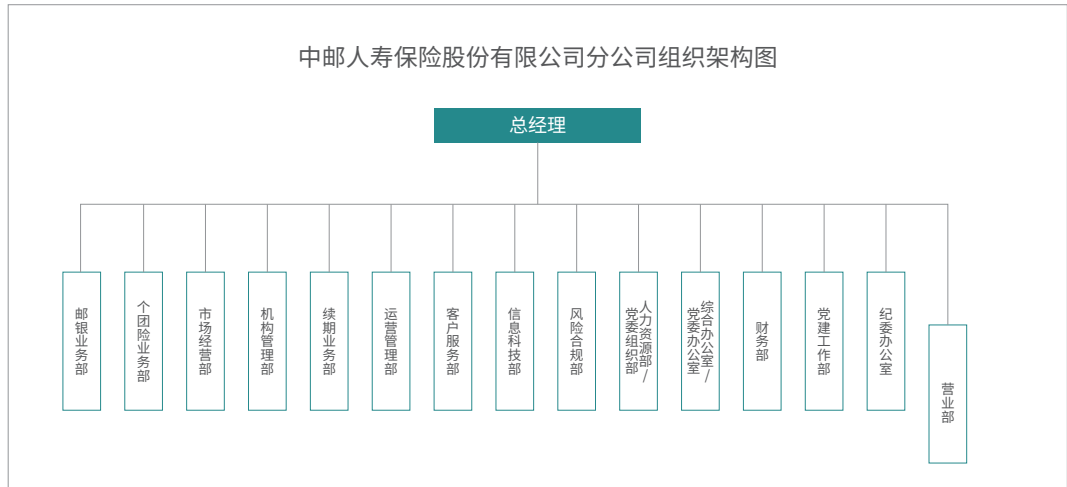 中邮人寿保险股份有限公司分公司组织架构图
总经理
邮银业务部
个团险业务部
市场经营部
机构管理部
续期业务部
运营管理部
客户服务部
信息科技部
风险合规部
人力资源部/
党委组织部
综合办公室/
党委办公室
财务部
党建工作部
纪委办公室
营业部